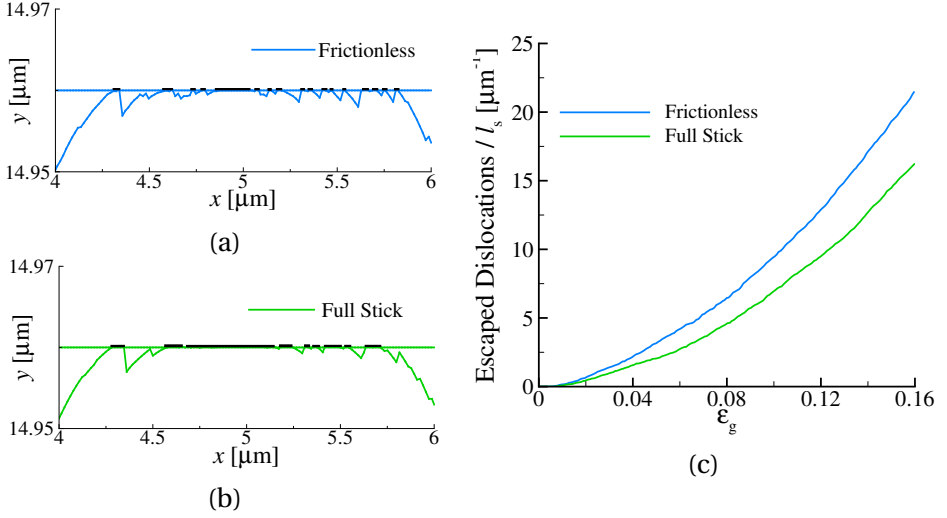 14.97
Frictionless
y [μm]
14.95
4
4.5
5
5.5
6
x [μm]
(a)
14.97
Full Stick
y [μm]
14.95
4
4.5
5
5.5
6
x [μm]
(b)
Escaped Dislocations / l_s [μm⁻¹]
25
20
15
10
5
0
Frictionless
Full Stick
0
0.04
0.08
0.12
0.16
ε_g
(c)